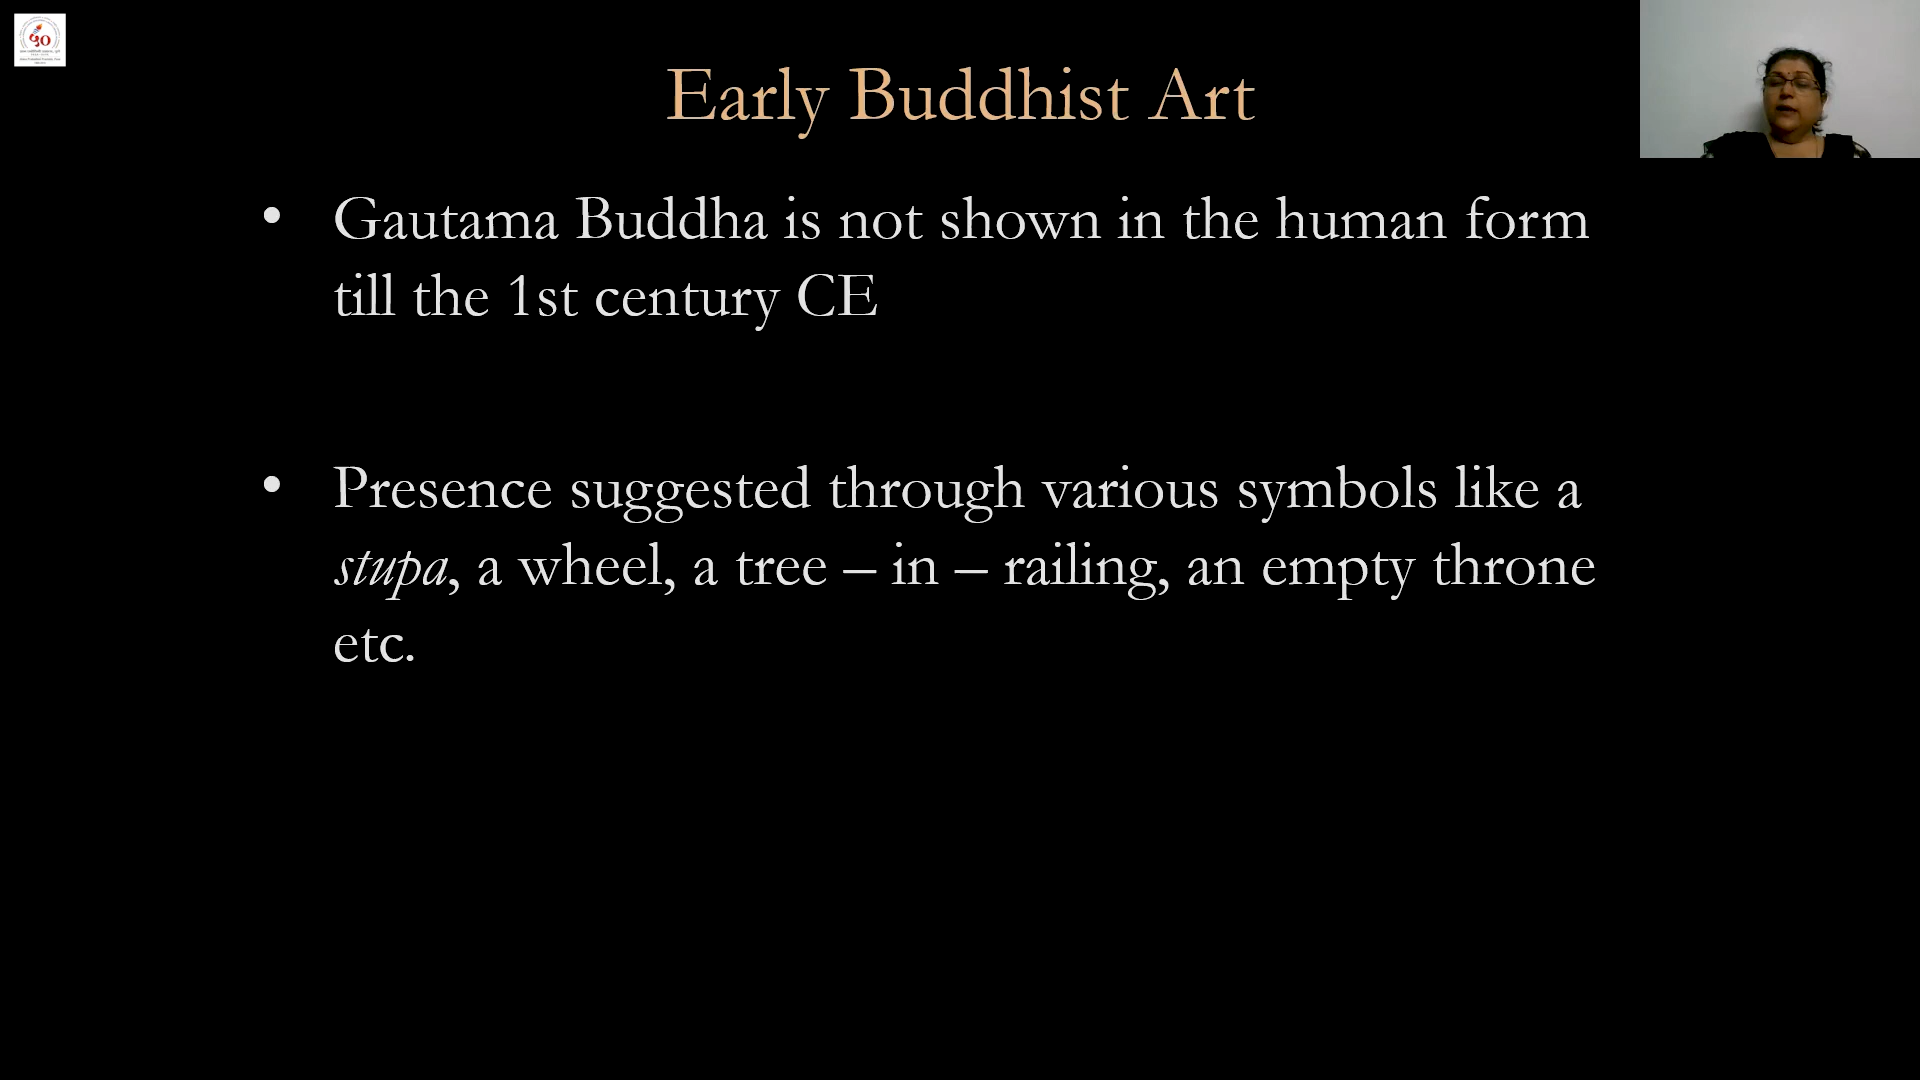 ૫૦
Early Buddhist Art
• Gautama Buddha is not shown in the human form
till the 1st century CE
• Presence suggested through various symbols like a
stupa, a wheel, a tree – in – railing, an empty throne
etc.